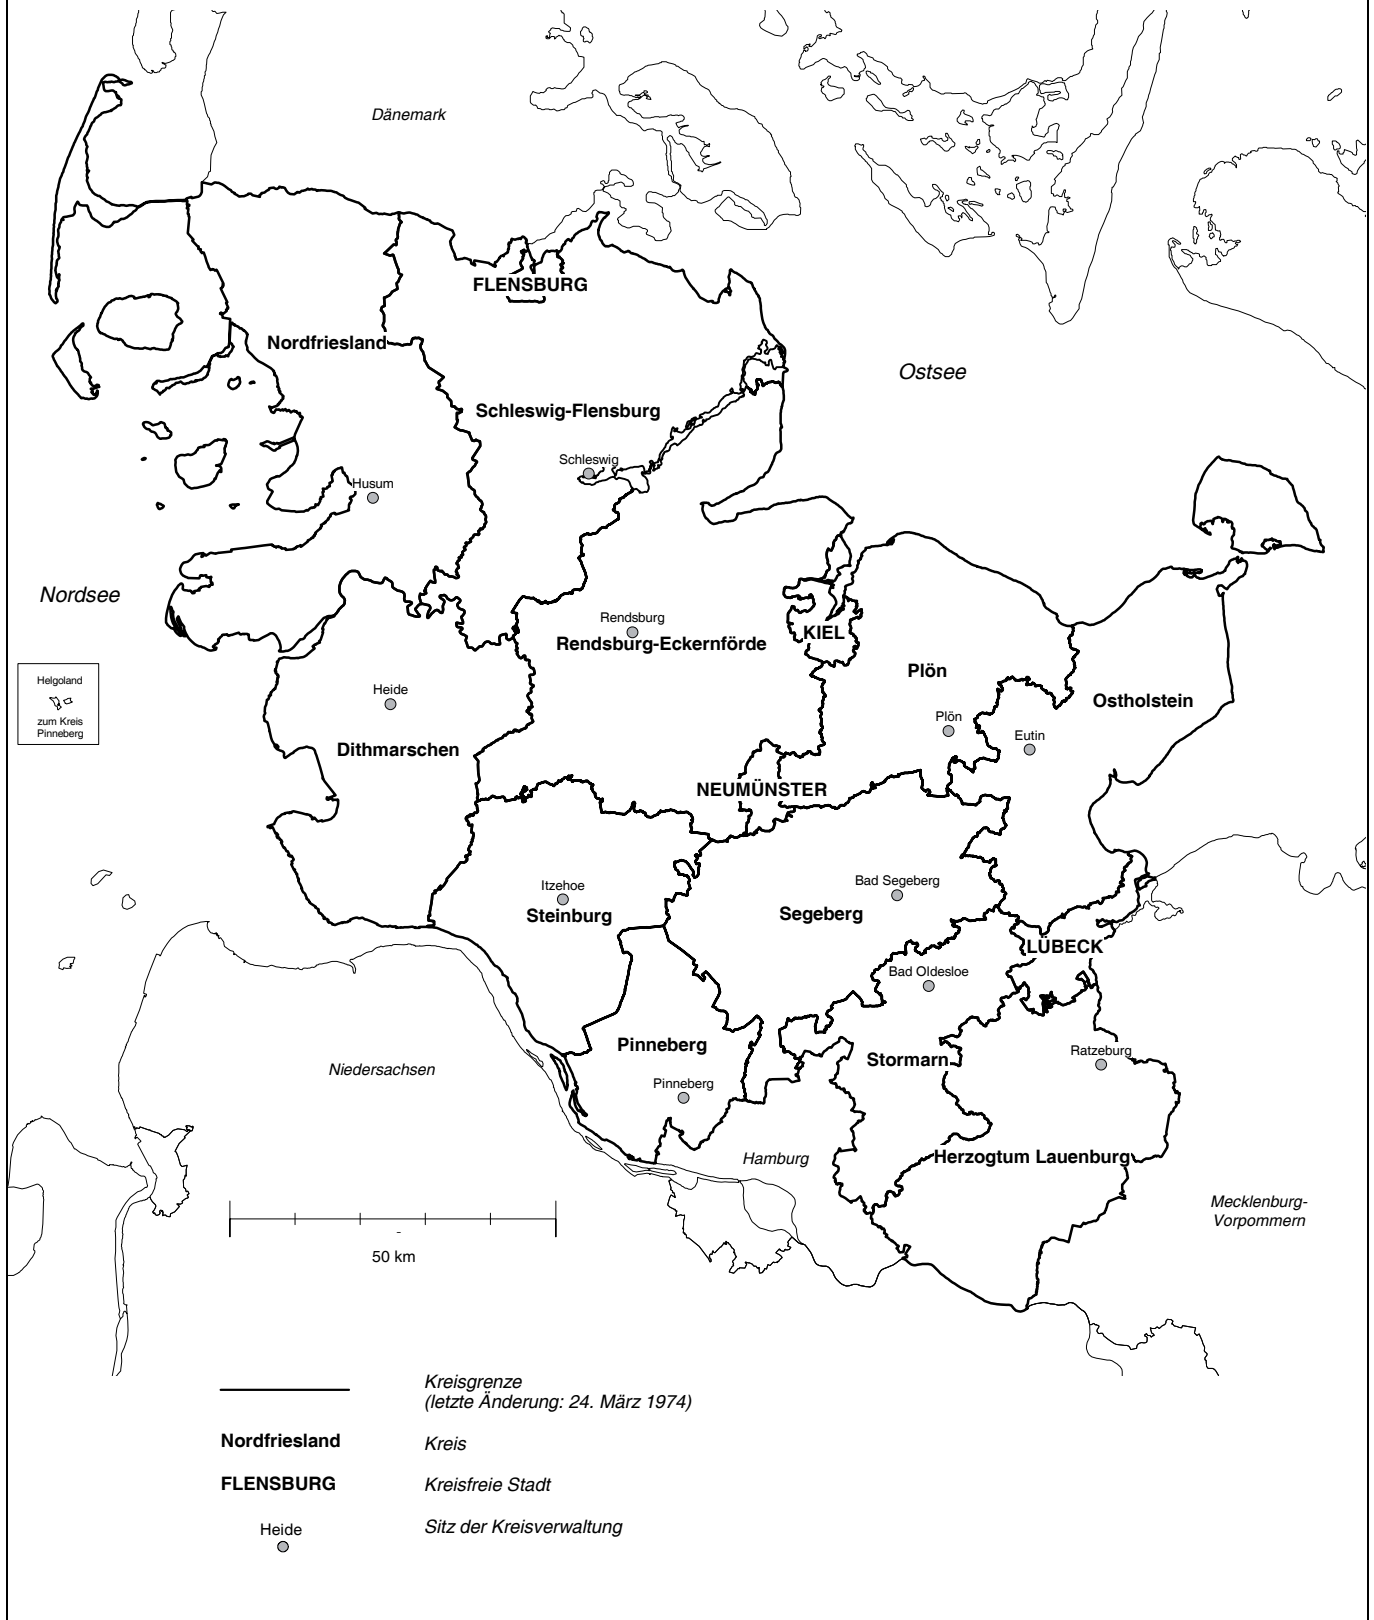 Dänemark
FLENSBURG
Nordfriesland
Ostsee
Schleswig-Flensburg
Schleswig
Husum
Nordsee
Rendsburg
Rendsburg-Eckernförde
KIEL
Plön
Helgoland
zum Kreis
Pinneberg
Heide
Ostholstein
Plön
Eutin
Dithmarschen
NEUMÜNSTER
Itzehoe
Steinburg
Bad Segeberg
Segeberg
LÜBECK
Bad Oldesloe
Pinneberg
Stormarn
Ratzeburg
Niedersachsen
Pinneberg
Hamburg
Herzogtum Lauenburg
Mecklenburg-
Vorpommern
50 km
Kreisgrenze
(letzte Änderung: 24. März 1974)
Nordfriesland Kreis
FLENSBURG Kreisfreie Stadt
Heide Sitz der Kreisverwaltung